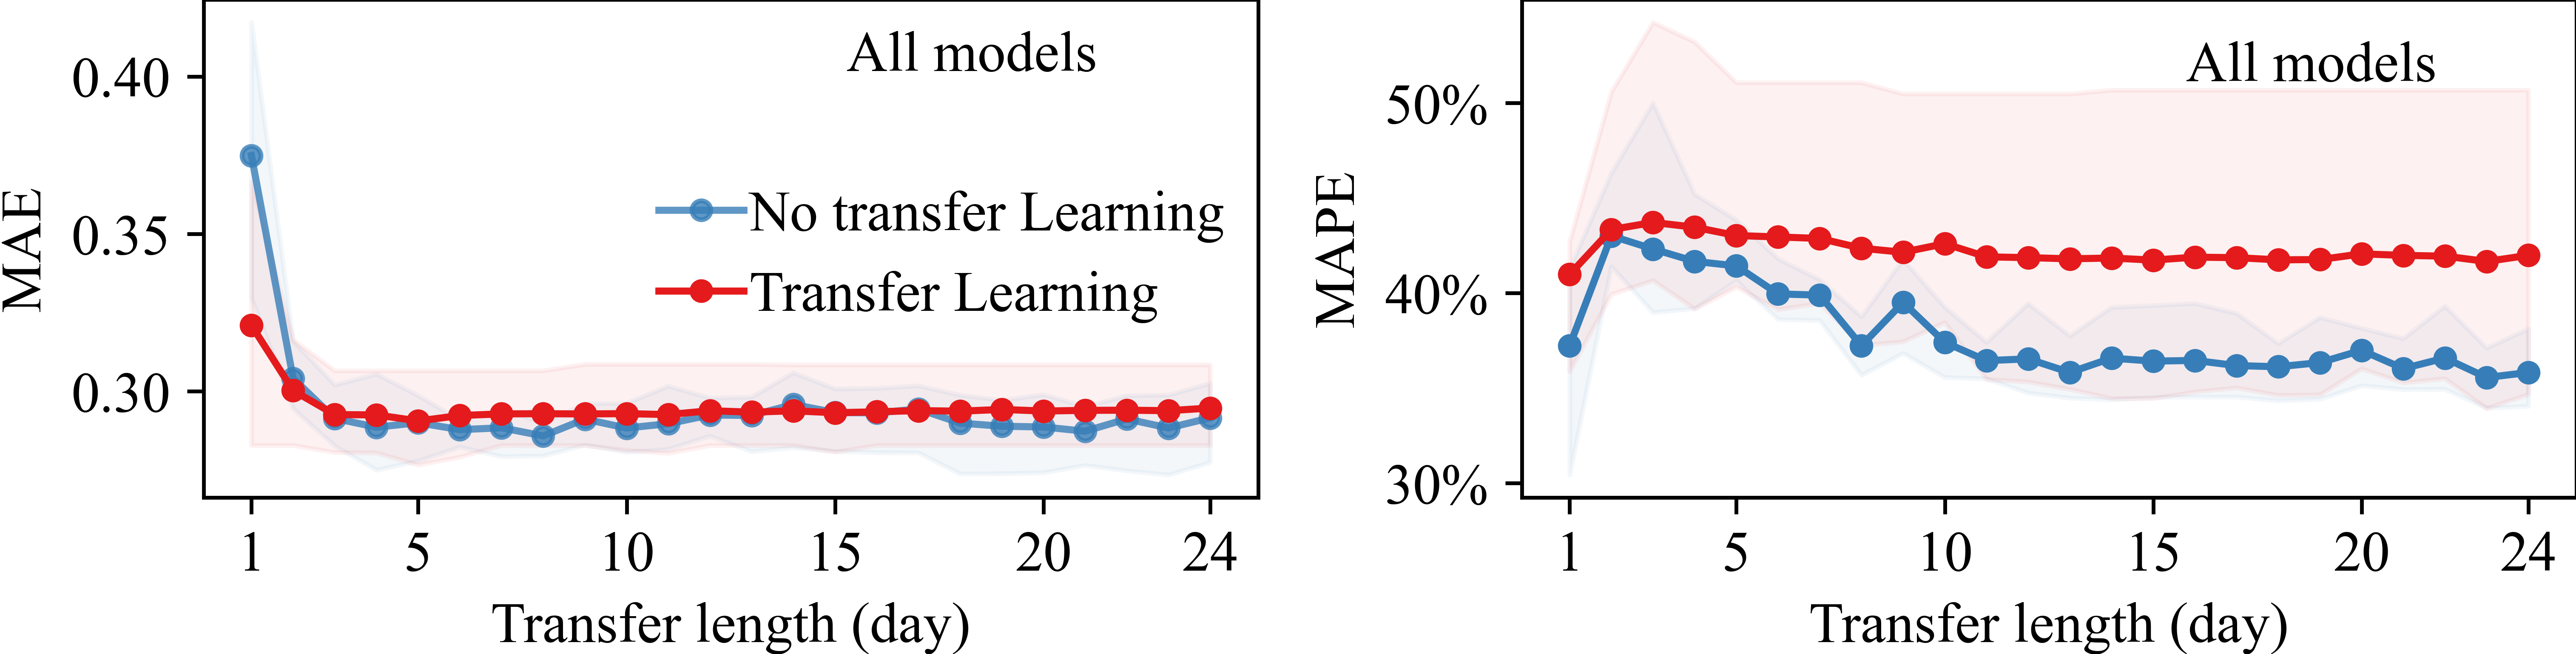 All models
MAE
0.40
0.35
0.30
No transfer Learning
Transfer Learning
1 5 10 15 20 24
Transfer length (day)
All models
MAPE
50%
40%
30%
1 5 10 15 20 24
Transfer length (day)